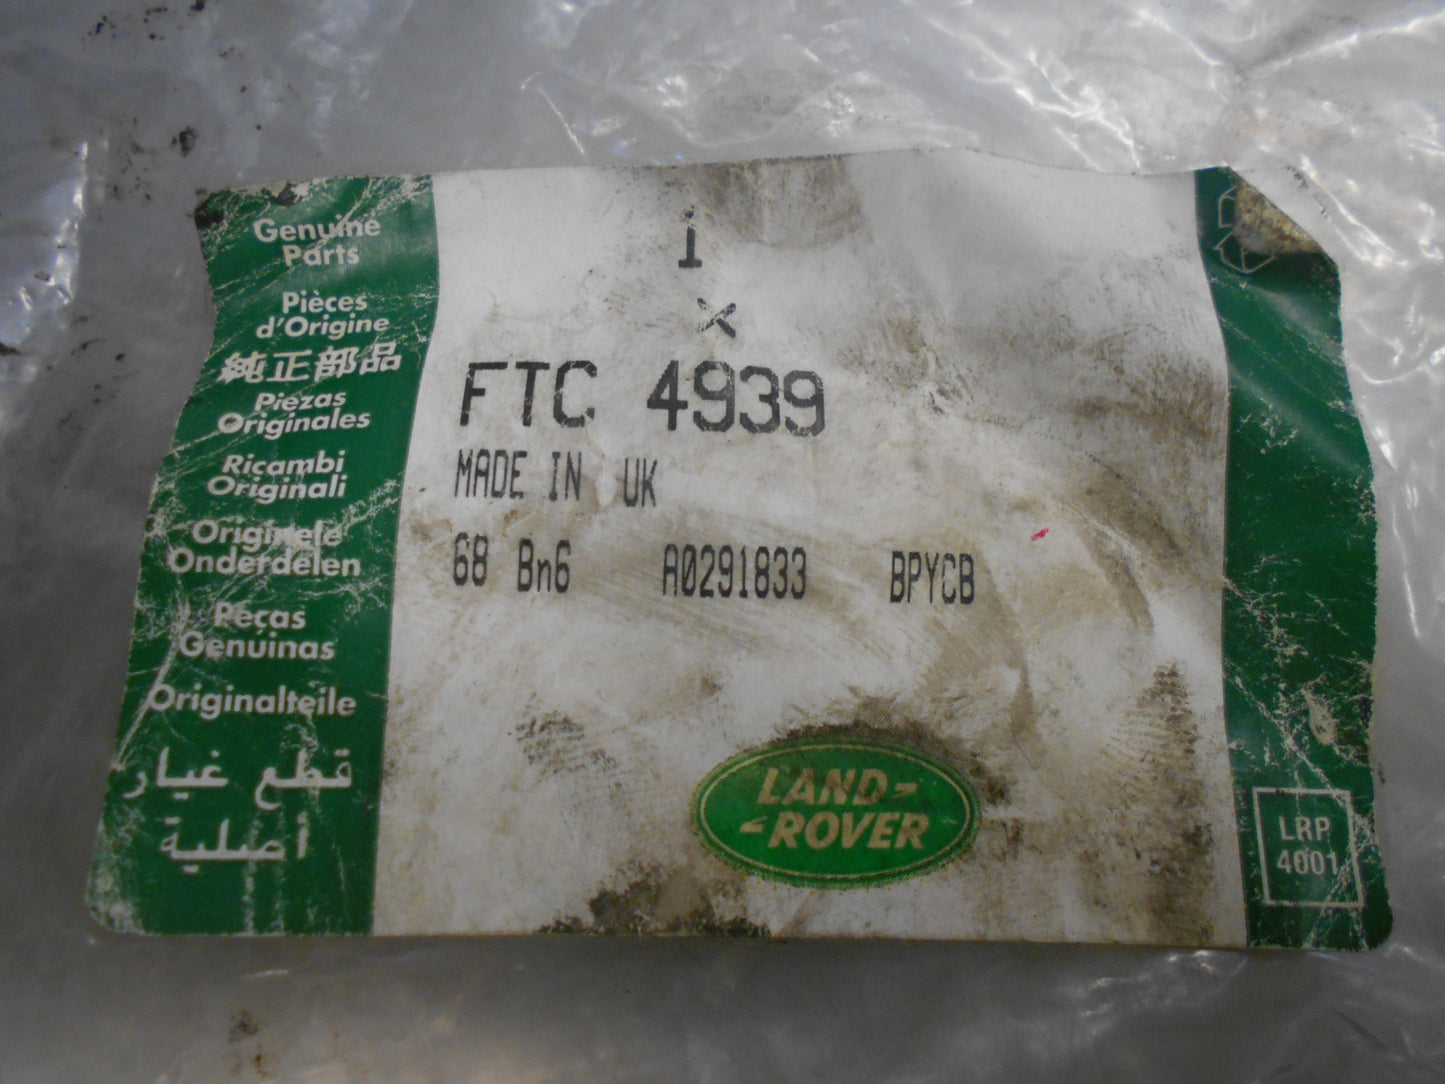 Genuine
Parts
Pièces
d'Origine
純正部品
Piezas
Originales
Ricambi
Originali
Originele
Onderdelen
Peças
Genuinas
Originalteile
قطع غيار
أصلية
1
x
FTC 4939
MADE IN UK
68 Bn6 A0291833 BPYCB
LAND-
-ROVER
LRP
4001